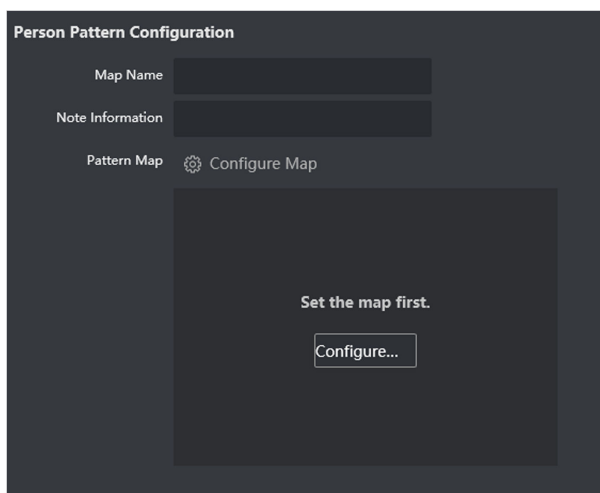 Person Pattern Configuration
Map Name
Note Information
Pattern Map
Configure Map
Set the map first.
Configure...